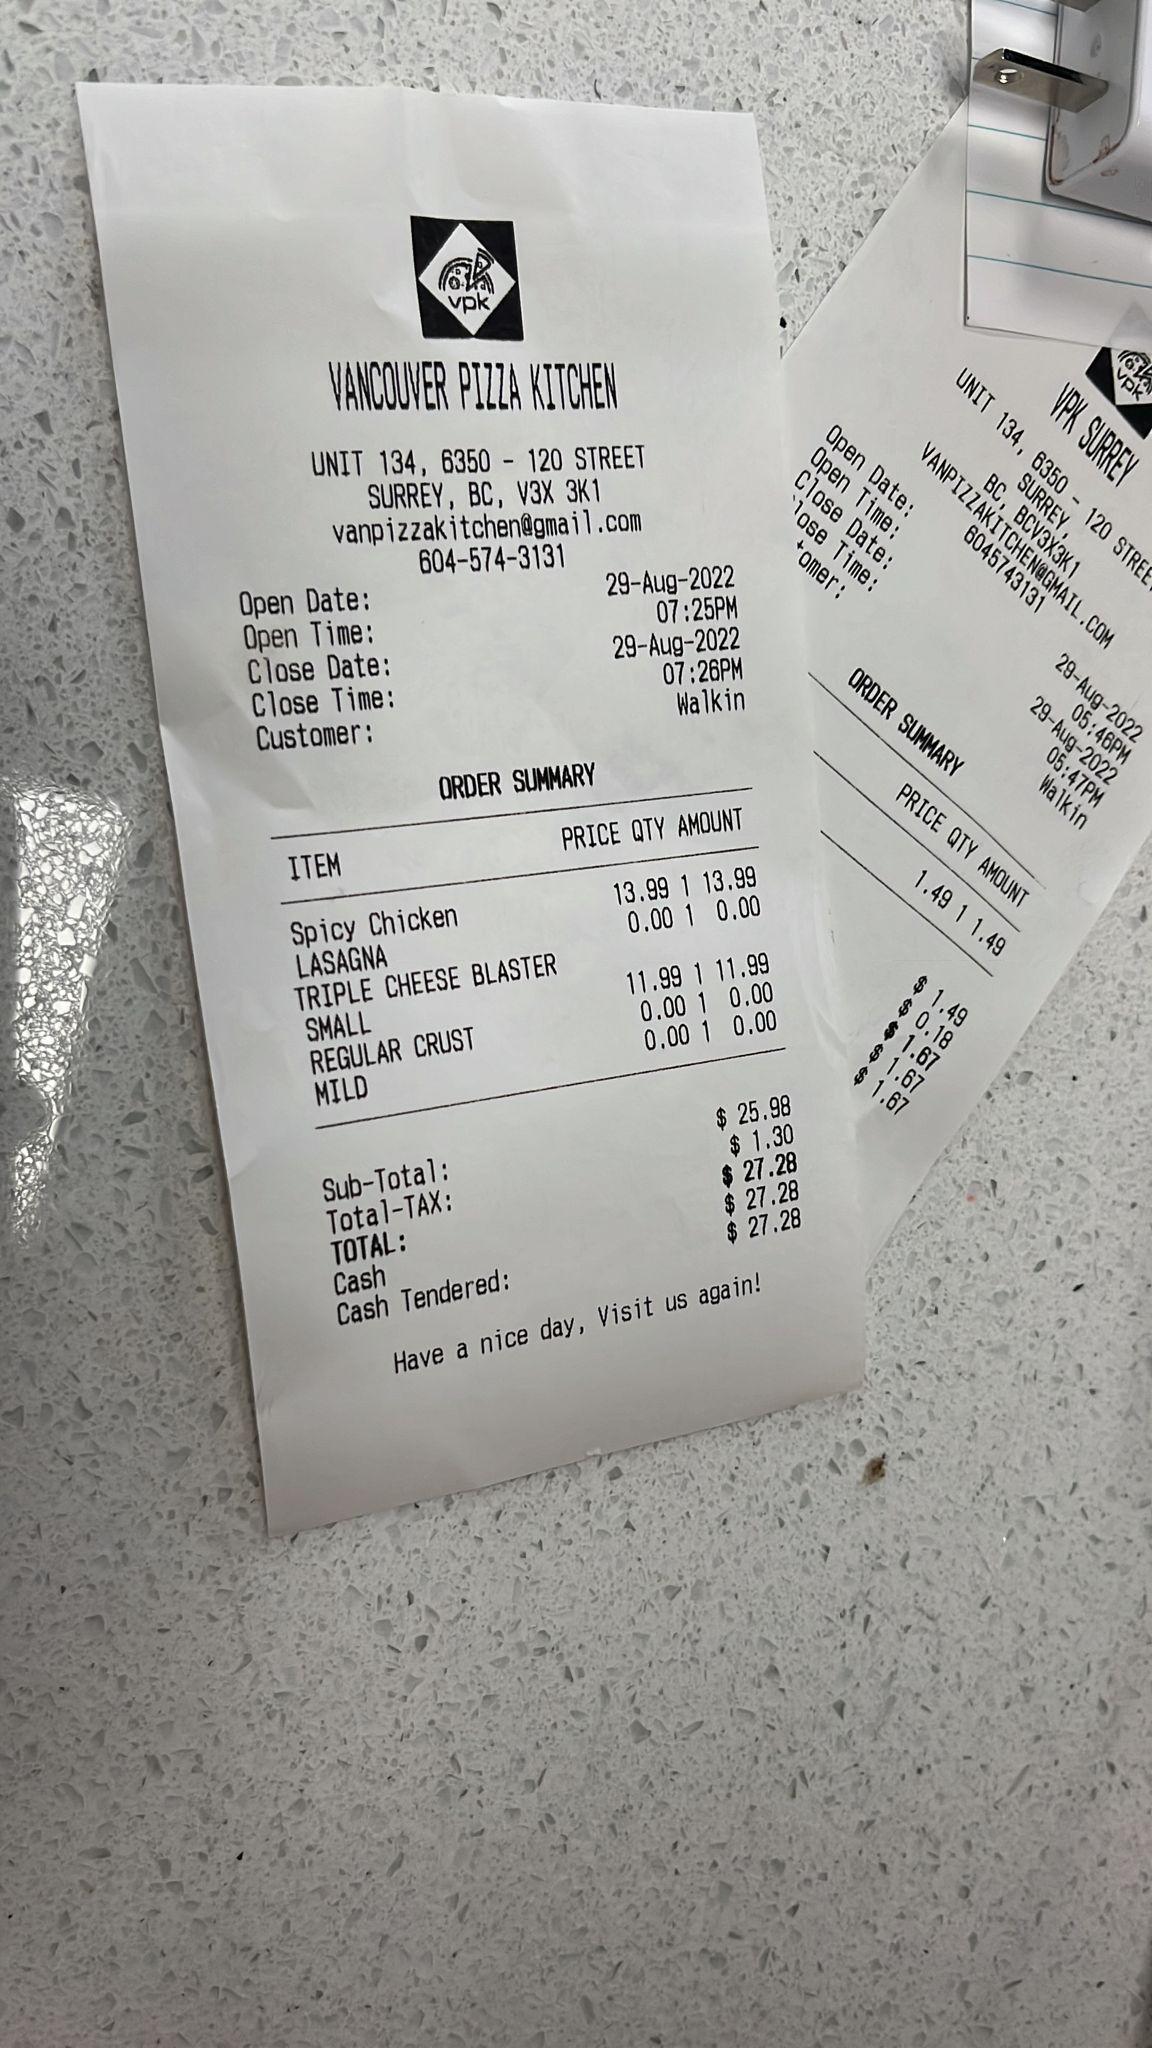 vpk
VANCOUVER PIZZA KITCHEN
UNIT 134, 6350 - 120 STREET
SURREY, BC, V3X 3K1
vanpizzakitchen@gmail.com
604-574-3131
Open Date: 29-Aug-2022
Open Time: 07:25PM
Close Date: 29-Aug-2022
Close Time: 07:26PM
Customer: Walkin
ORDER SUMMARY
ITEM PRICE QTY AMOUNT
Spicy Chicken 13.99 1 13.99
LASAGNA 0.00 1 0.00
TRIPLE CHEESE BLASTER 11.99 1 11.99
SMALL
REGULAR CRUST 0.00 1 0.00
MILD 0.00 1 0.00
Sub-Total: $ 25.98
Total-TAX: $ 1.30
TOTAL: $ 27.28
Cash $ 27.28
Cash Tendered: $ 27.28
Have a nice day, Visit us again!
vpk
VPK SURREY
UNIT 134, 6350 - 120 STREET
SURREY,
BC, BCV3X3K1
VANPIZZAKITCHEN@GMAIL.COM
6045743131
Open Date: 29-Aug-2022
Open Time: 05:46PM
Close Date: 29-Aug-2022
lose Time: 05:47PM
omer: Walkin
ORDER SUMMARY
PRICE QTY AMOUNT
1.49 1 1.49
$ 1.49
$ 0.18
$ 1.67
$ 1.67
$ 1.67